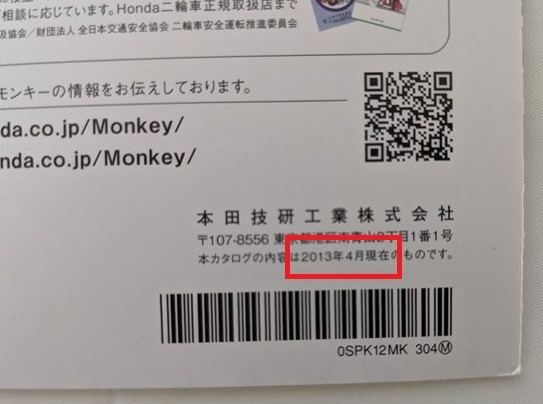 相談に応じています。Honda二輪車正規取扱店まで
扱協会／財団法人 全日本交通安全協会 二輪車安全運転推進委員会
モンキーの情報をお伝えしております。
nda.co.jp/Monkey/
nda.co.jp/Monkey/
本田技研工業株式会社
〒107-8556 東京都港区南青山2丁目1番1号
本カタログの内容は2013年4月現在のものです。
0SPK12MK 304Ⓜ